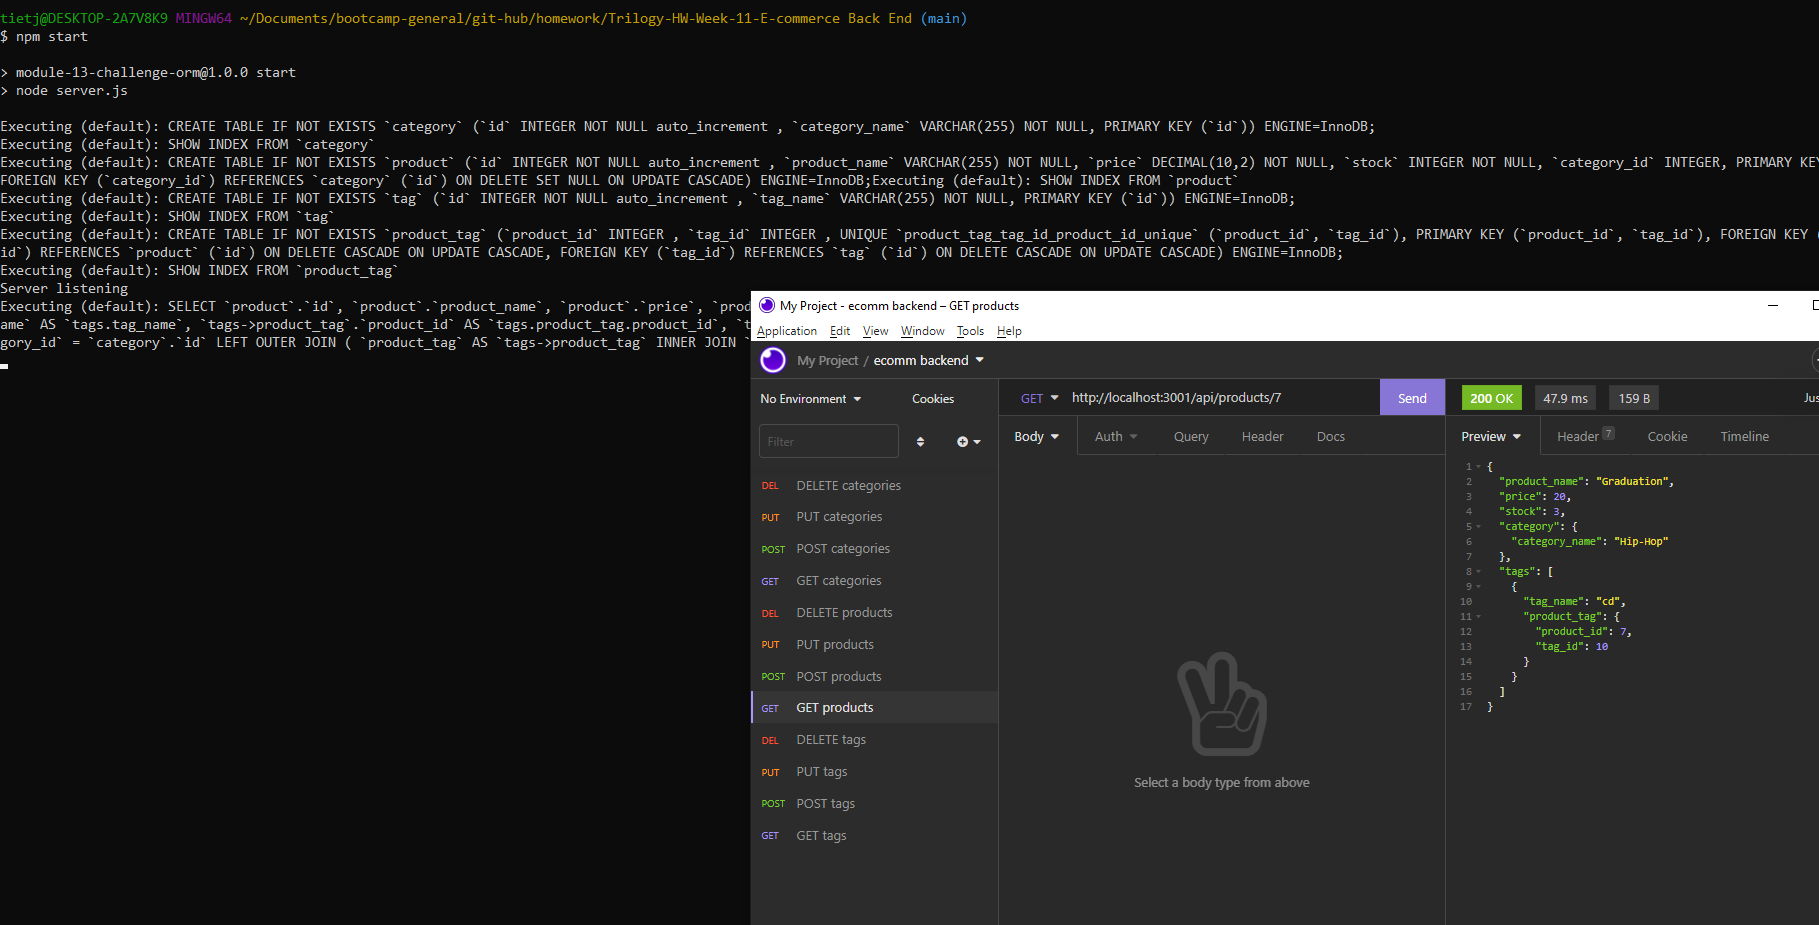 tietj@DESKTOP-2A7V8K9 MINGW64 ~/Documents/bootcamp-general/git-hub/homework/Trilogy-HW-Week-11-E-commerce Back End (main)
$ npm start
> module-13-challenge-orm@1.0.0 start
> node server.js
Executing (default): CREATE TABLE IF NOT EXISTS `category` (`id` INTEGER NOT NULL auto_increment , `category_name` VARCHAR(255) NOT NULL, PRIMARY KEY (`id`)) ENGINE=InnoDB;
Executing (default): SHOW INDEX FROM `category`
Executing (default): CREATE TABLE IF NOT EXISTS `product` (`id` INTEGER NOT NULL auto_increment , `product_name` VARCHAR(255) NOT NULL, `price` DECIMAL(10,2) NOT NULL, `stock` INTEGER NOT NULL, `category_id` INTEGER, PRIMARY KEY
FOREIGN KEY (`category_id`) REFERENCES `category` (`id`) ON DELETE SET NULL ON UPDATE CASCADE) ENGINE=InnoDB;Executing (default): SHOW INDEX FROM `product`
Executing (default): CREATE TABLE IF NOT EXISTS `tag` (`id` INTEGER NOT NULL auto_increment , `tag_name` VARCHAR(255) NOT NULL, PRIMARY KEY (`id`)) ENGINE=InnoDB;
Executing (default): SHOW INDEX FROM `tag`
Executing (default): CREATE TABLE IF NOT EXISTS `product_tag` (`product_id` INTEGER , `tag_id` INTEGER , UNIQUE `product_tag_tag_id_product_id_unique` (`product_id`, `tag_id`), PRIMARY KEY (`product_id`, `tag_id`), FOREIGN KEY (
id`) REFERENCES `product` (`id`) ON DELETE CASCADE ON UPDATE CASCADE, FOREIGN KEY (`tag_id`) REFERENCES `tag` (`id`) ON DELETE CASCADE ON UPDATE CASCADE) ENGINE=InnoDB;
Executing (default): SHOW INDEX FROM `product_tag`
Server listening
Executing (default): SELECT `product`.`id`, `product`.`product_name`, `product`.`price`, `prod
ame` AS `tags.tag_name`, `tags->product_tag`.`product_id` AS `tags.product_tag.product_id`, `t
gory_id` = `category`.`id` LEFT OUTER JOIN ( `product_tag` AS `tags->product_tag` INNER JOIN `
My Project - ecomm backend – GET products
Application Edit View Window Tools Help
My Project / ecomm backend
No Environment
Cookies
Filter
DEL DELETE categories
PUT PUT categories
POST POST categories
GET GET categories
DEL DELETE products
PUT PUT products
POST POST products
GET GET products
DEL DELETE tags
PUT PUT tags
POST POST tags
GET GET tags
GET http://localhost:3001/api/products/7
Send
Body Auth Query Header Docs
Select a body type from above
200 OK 47.9 ms 159 B Jus
Preview Header 7 Cookie Timeline
1 {
2 "product_name": "Graduation",
3 "price": 20,
4 "stock": 3,
5 "category": {
6 "category_name": "Hip-Hop"
7 },
8 "tags": [
9 {
10 "tag_name": "cd",
11 "product_tag": {
12 "product_id": 7,
13 "tag_id": 10
14 }
15 }
16 ]
17 }